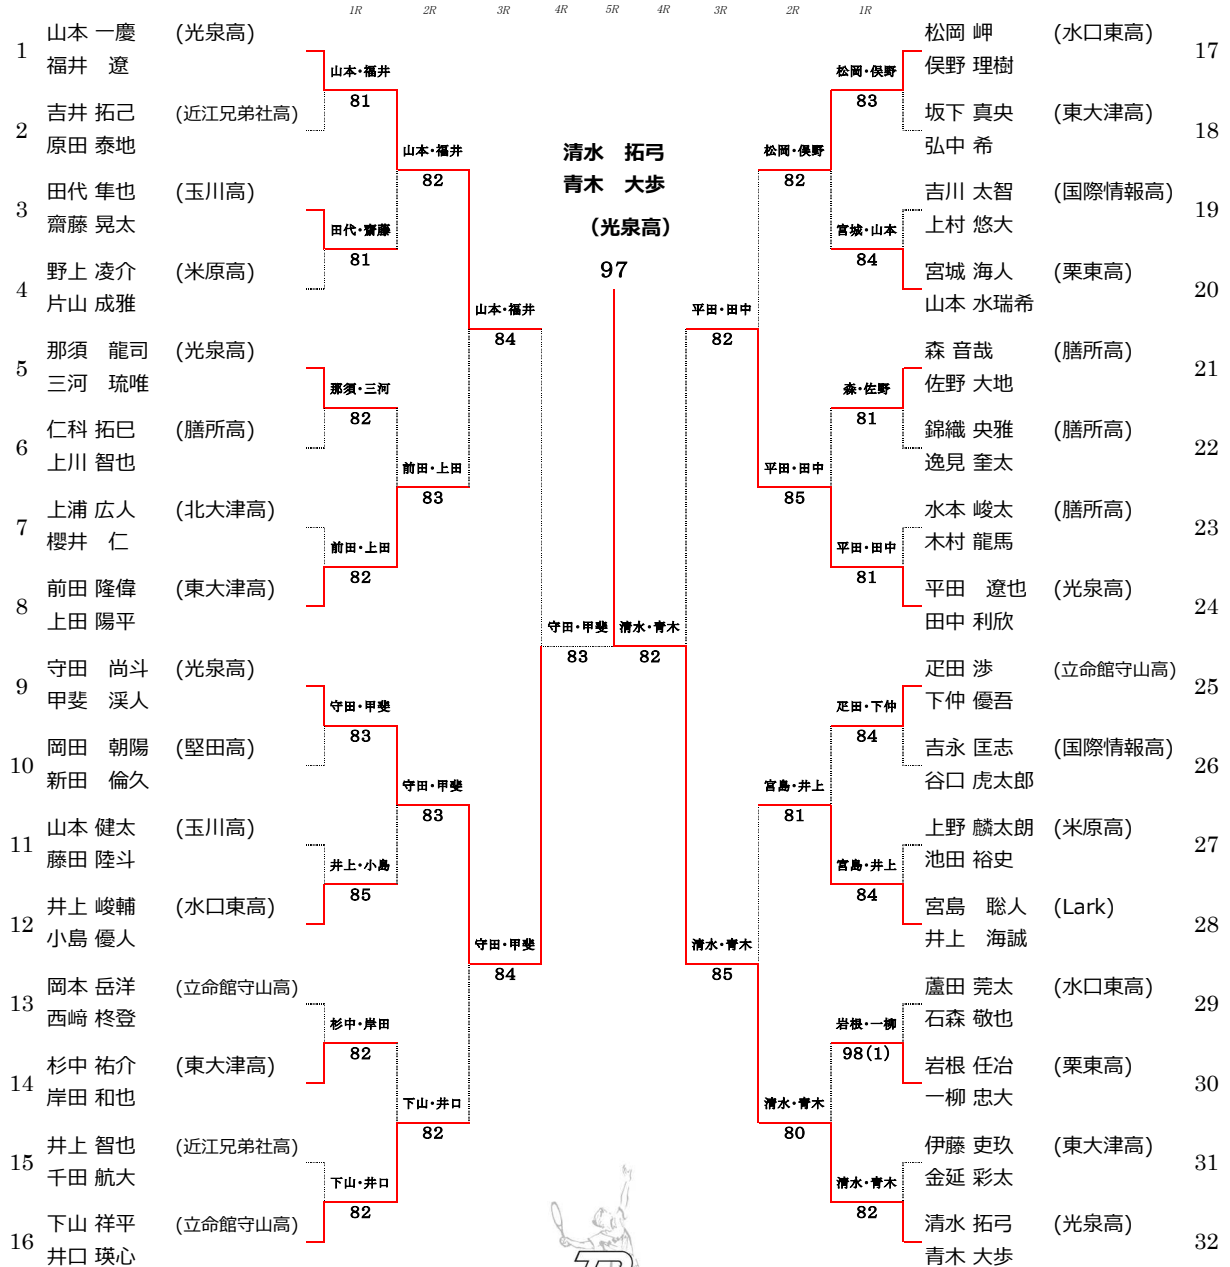 1R 2R 3R 4R 5R 4R 3R 2R 1R
1 山本 一慶 (光泉高)
福井　遼
2 吉井 拓己 (近江兄弟社高)
原田 泰地
3 田代 隼也 (玉川高)
齋藤 晃太
4 野上 凌介 (米原高)
片山 成雅
5 那須　龍司 (光泉高)
三河　琉唯
6 仁科 拓巳 (膳所高)
上川 智也
7 上浦 広人 (北大津高)
櫻井　仁
8 前田 隆偉 (東大津高)
上田 陽平
9 守田　尚斗 (光泉高)
甲斐　渓人
10 岡田　朝陽 (堅田高)
新田　倫久
11 山本 健太 (玉川高)
藤田 陸斗
12 井上 峻輔 (水口東高)
小島 優人
13 岡本 岳洋 (立命館守山高)
西﨑 柊登
14 杉中 祐介 (東大津高)
岸田 和也
15 井上 智也 (近江兄弟社高)
千田 航大
16 下山 祥平 (立命館守山高)
井口 瑛心
山本・福井
81
田代・齋藤
81
那須・三河
82
前田・上田
82
守田・甲斐
83
井上・小島
85
杉中・岸田
82
下山・井口
82
山本・福井
82
前田・上田
83
守田・甲斐
83
下山・井口
82
山本・福井
84
守田・甲斐
84
守田・甲斐
83
清水　拓弓
青木　大歩
(光泉高)
97
清水・青木
82
平田・田中
82
清水・青木
85
松岡・俣野
82
平田・田中
85
宮島・井上
81
清水・青木
80
松岡・俣野
83
宮城・山本
84
森・佐野
81
平田・田中
81
疋田・下仲
84
宮島・井上
84
岩根・一柳
98(1)
清水・青木
82
松岡 岬 (水口東高) 17
俣野 理樹
坂下 真央 (東大津高) 18
弘中 希
吉川 太智 (国際情報高) 19
上村 悠大
宮城 海人 (栗東高) 20
山本 水瑞希
森 音哉 (膳所高) 21
佐野 大地
錦織 央雅 (膳所高) 22
逸見 奎太
水本 峻太 (膳所高) 23
木村 龍馬
平田　遼也 (光泉高) 24
田中 利欣
疋田 渉 (立命館守山高) 25
下仲 優吾
吉永 匡志 (国際情報高) 26
谷口 虎太郎
上野 麟太朗 (米原高) 27
池田 裕史
宮島　聡人 (Lark) 28
井上　海誠
蘆田 莞太 (水口東高) 29
石森 敬也
岩根 任冶 (栗東高) 30
一柳 忠大
伊藤 吏玖 (東大津高) 31
金延 彩太
清水 拓弓 (光泉高) 32
青木 大歩